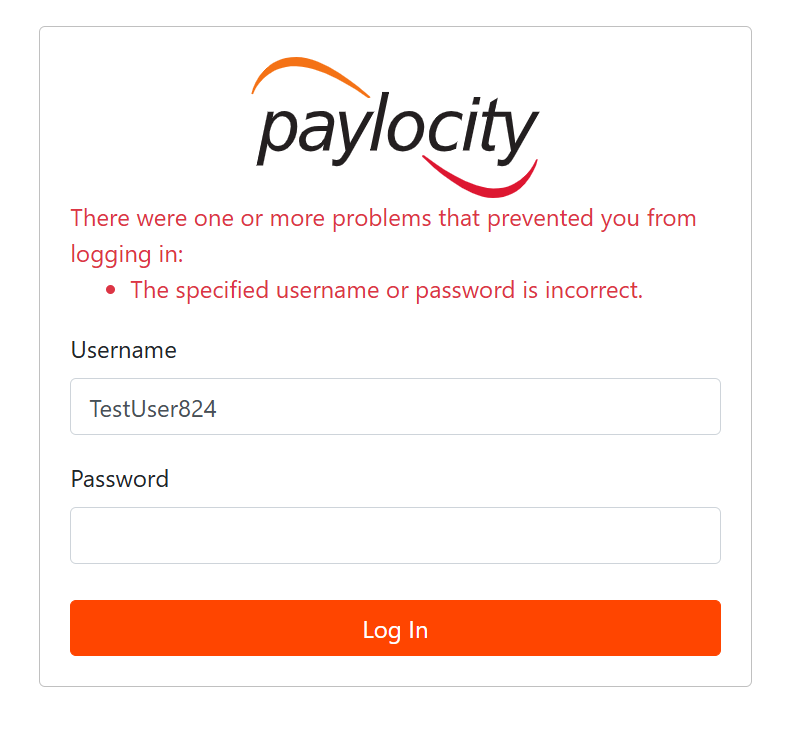 paylocity
There were one or more problems that prevented you from
logging in:
• The specified username or password is incorrect.
Username
TestUser824
Password
Log In